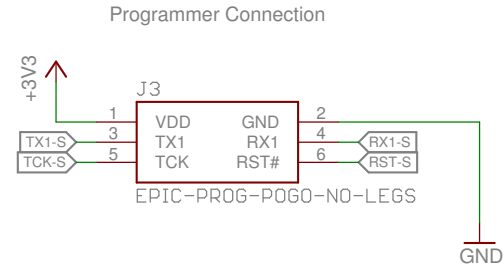 Programmer Connection
+3V3
J3
1 VDD GND 2
TX1-S 3 TX1 RX1 4 RX1-S
TCK-S 5 TCK RST# 6 RST-S
EPIC-PROG-POGO-NO-LEGS
GND